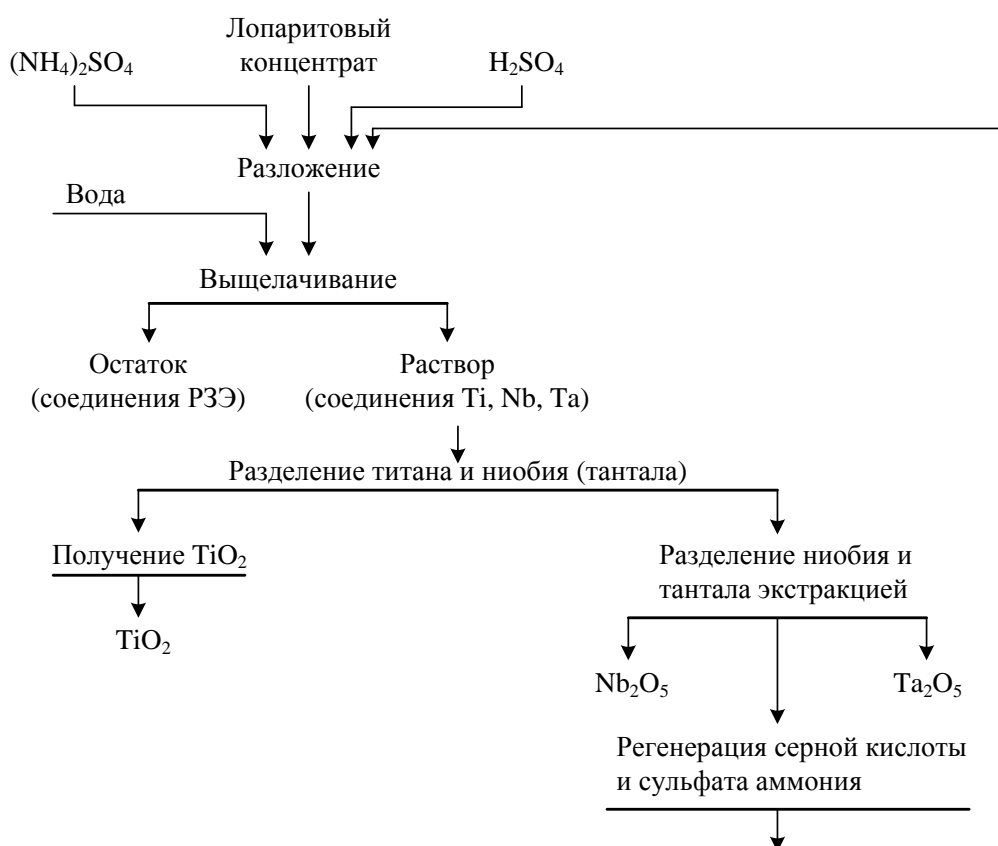 Лопаритовый
концентрат
(NH₄)₂SO₄
H₂SO₄
Разложение
Вода
Выщелачивание
Остаток
(соединения РЗЭ)
Раствор
(соединения Ti, Nb, Ta)
Разделение титана и ниобия (тантала)
Получение TiO₂
TiO₂
Разделение ниобия и
тантала экстракцией
Nb₂O₅
Ta₂O₅
Регенерация серной кислоты
и сульфата аммония